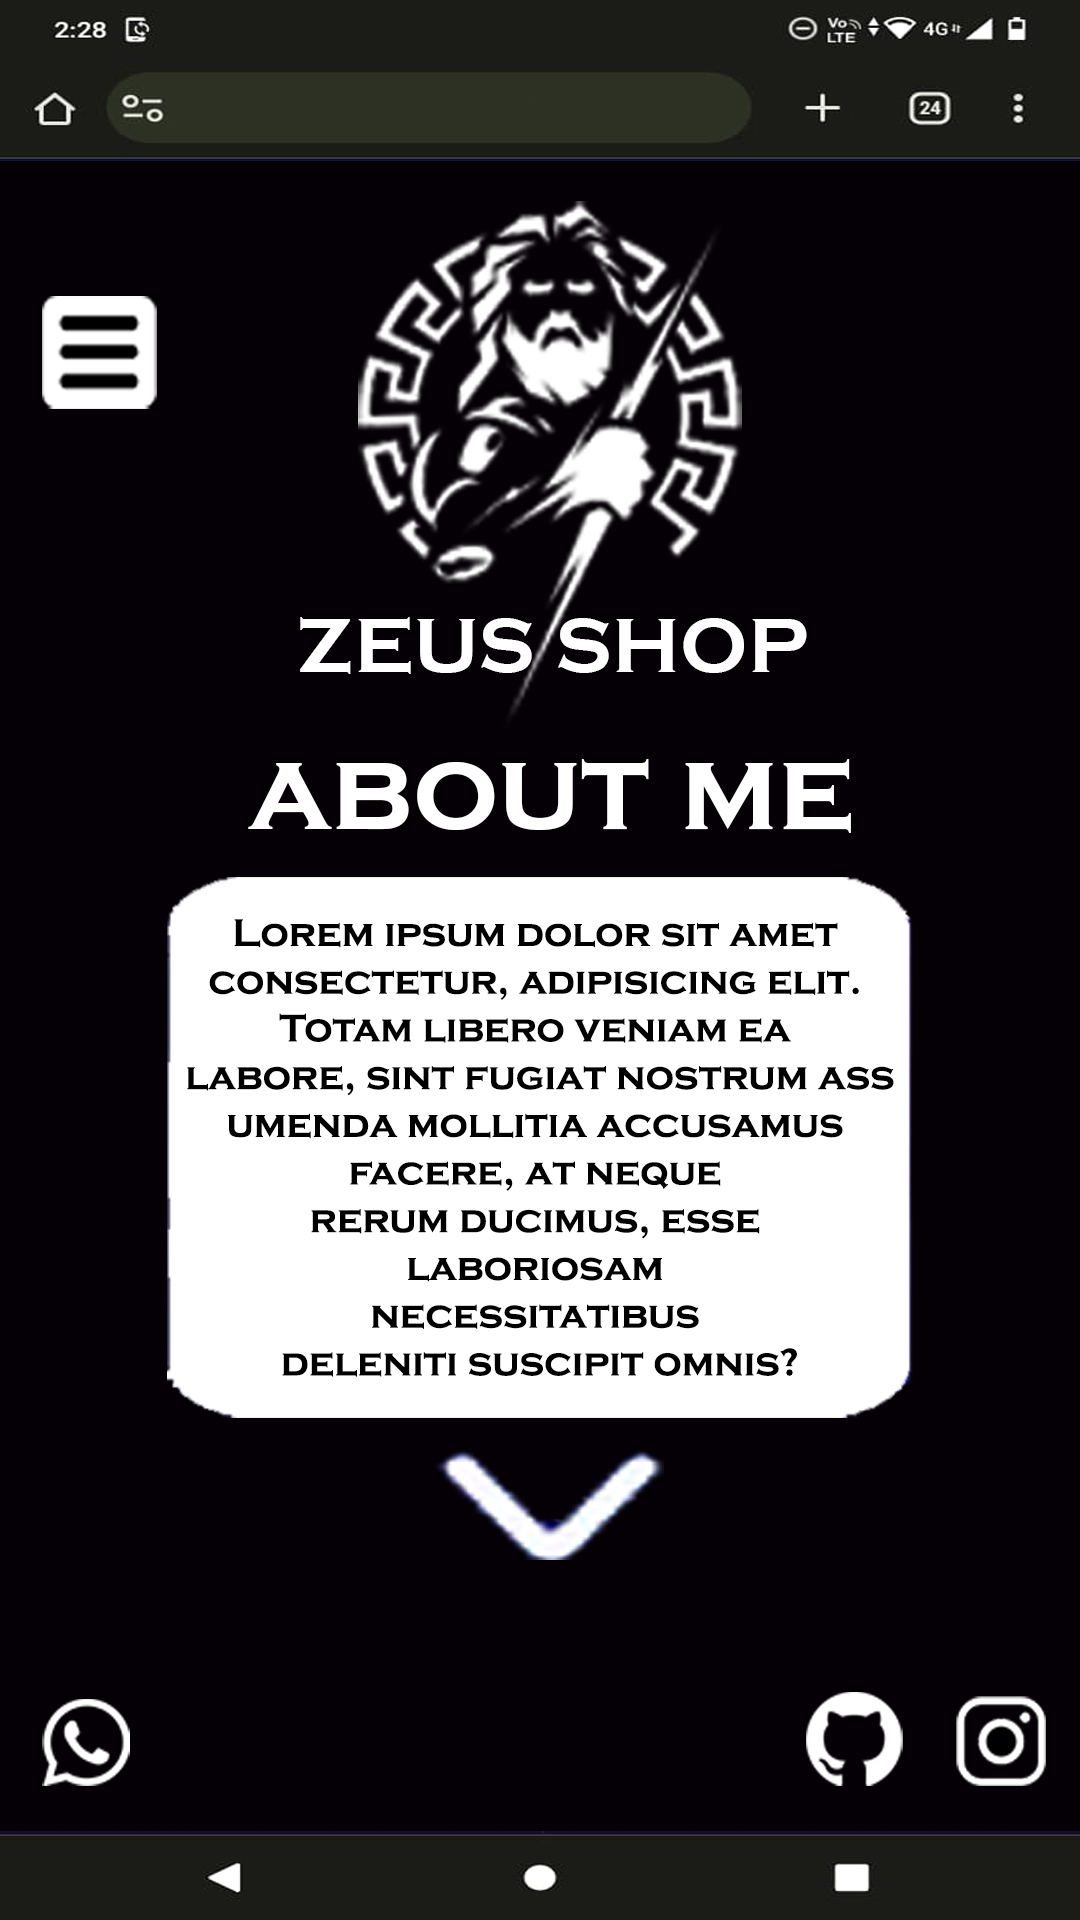 2:28
Vo LTE 4G
24
ZEUS SHOP
ABOUT ME
Lorem ipsum dolor sit amet
consectetur, adipisicing elit.
Totam libero veniam ea
labore, sint fugiat nostrum ass
umenda mollitia accusamus
facere, at neque
rerum ducimus, esse
laboriosam
necessitatibus
deleniti suscipit omnis?